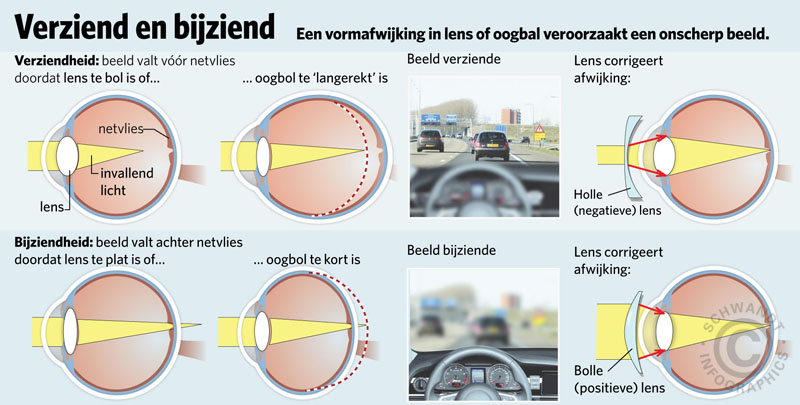 Verziend en bijziend
Een vormafwijking in lens of oogbal veroorzaakt een onscherp beeld.
Verziendheid: beeld valt vóór netvlies
doordat lens te bol is of...
... oogbol te ‘langerekt’ is
Beeld verziende
Lens corrigeert
afwijking:
netvlies
invallend
licht
lens
Holle
(negatieve) lens
Bijziendheid: beeld valt achter netvlies
doordat lens te plat is of...
... oogbol te kort is
Beeld bijziende
Lens corrigeert
afwijking:
Bolle
(positieve) lens
© SCHWANDT
INFOGRAPHICS